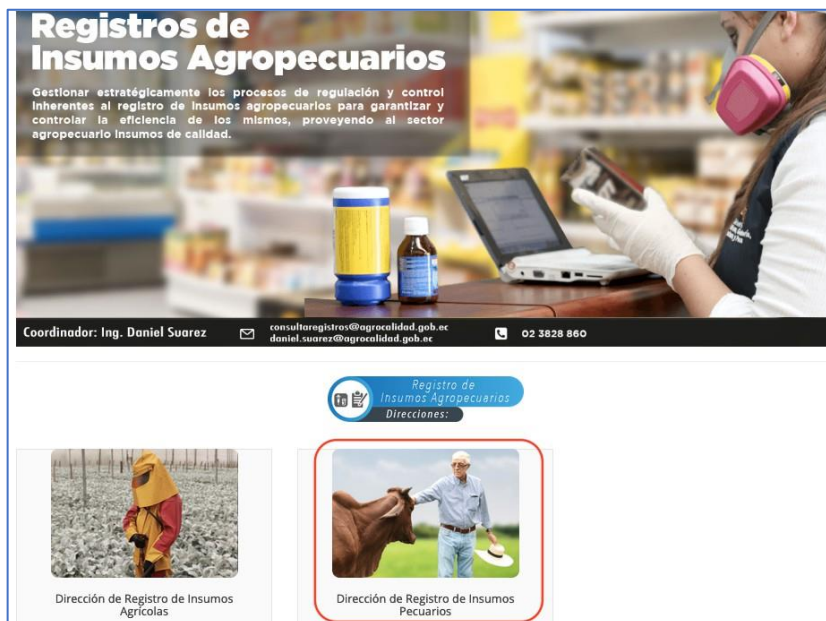 Registros de
Insumos Agropecuarios
Gestionar estratégicamente los procesos de regulación y control
inherentes al registro de insumos agropecuarios para garantizar y
controlar la eficiencia de los mismos, proveyendo al sector
agropecuario insumos de calidad.
Coordinador: Ing. Daniel Suarez
consultaregistros@agrocalidad.gob.ec
daniel.suarez@agrocalidad.gob.ec
02 3828 860
Registro de
Insumos Agropecuarios
Direcciones:
Dirección de Registro de Insumos
Agrícolas
Dirección de Registro de Insumos
Pecuarios